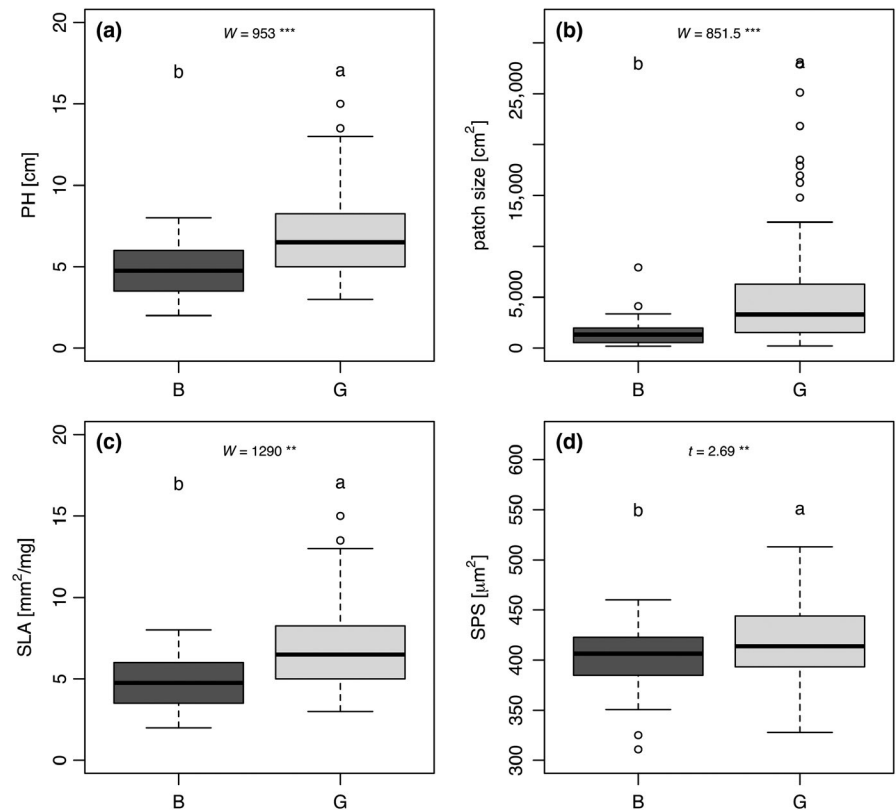 (a)
W = 953 ***
b
a
PH [cm]
20
15
10
5
0
B
G
(b)
W = 851.5 ***
b
a
patch size [cm²]
25,000
15,000
5,000
0
B
G
(c)
W = 1290 **
b
a
SLA [mm²/mg]
20
15
10
5
0
B
G
(d)
t = 2.69 **
b
a
SPS [µm²]
600
550
500
450
400
350
300
B
G